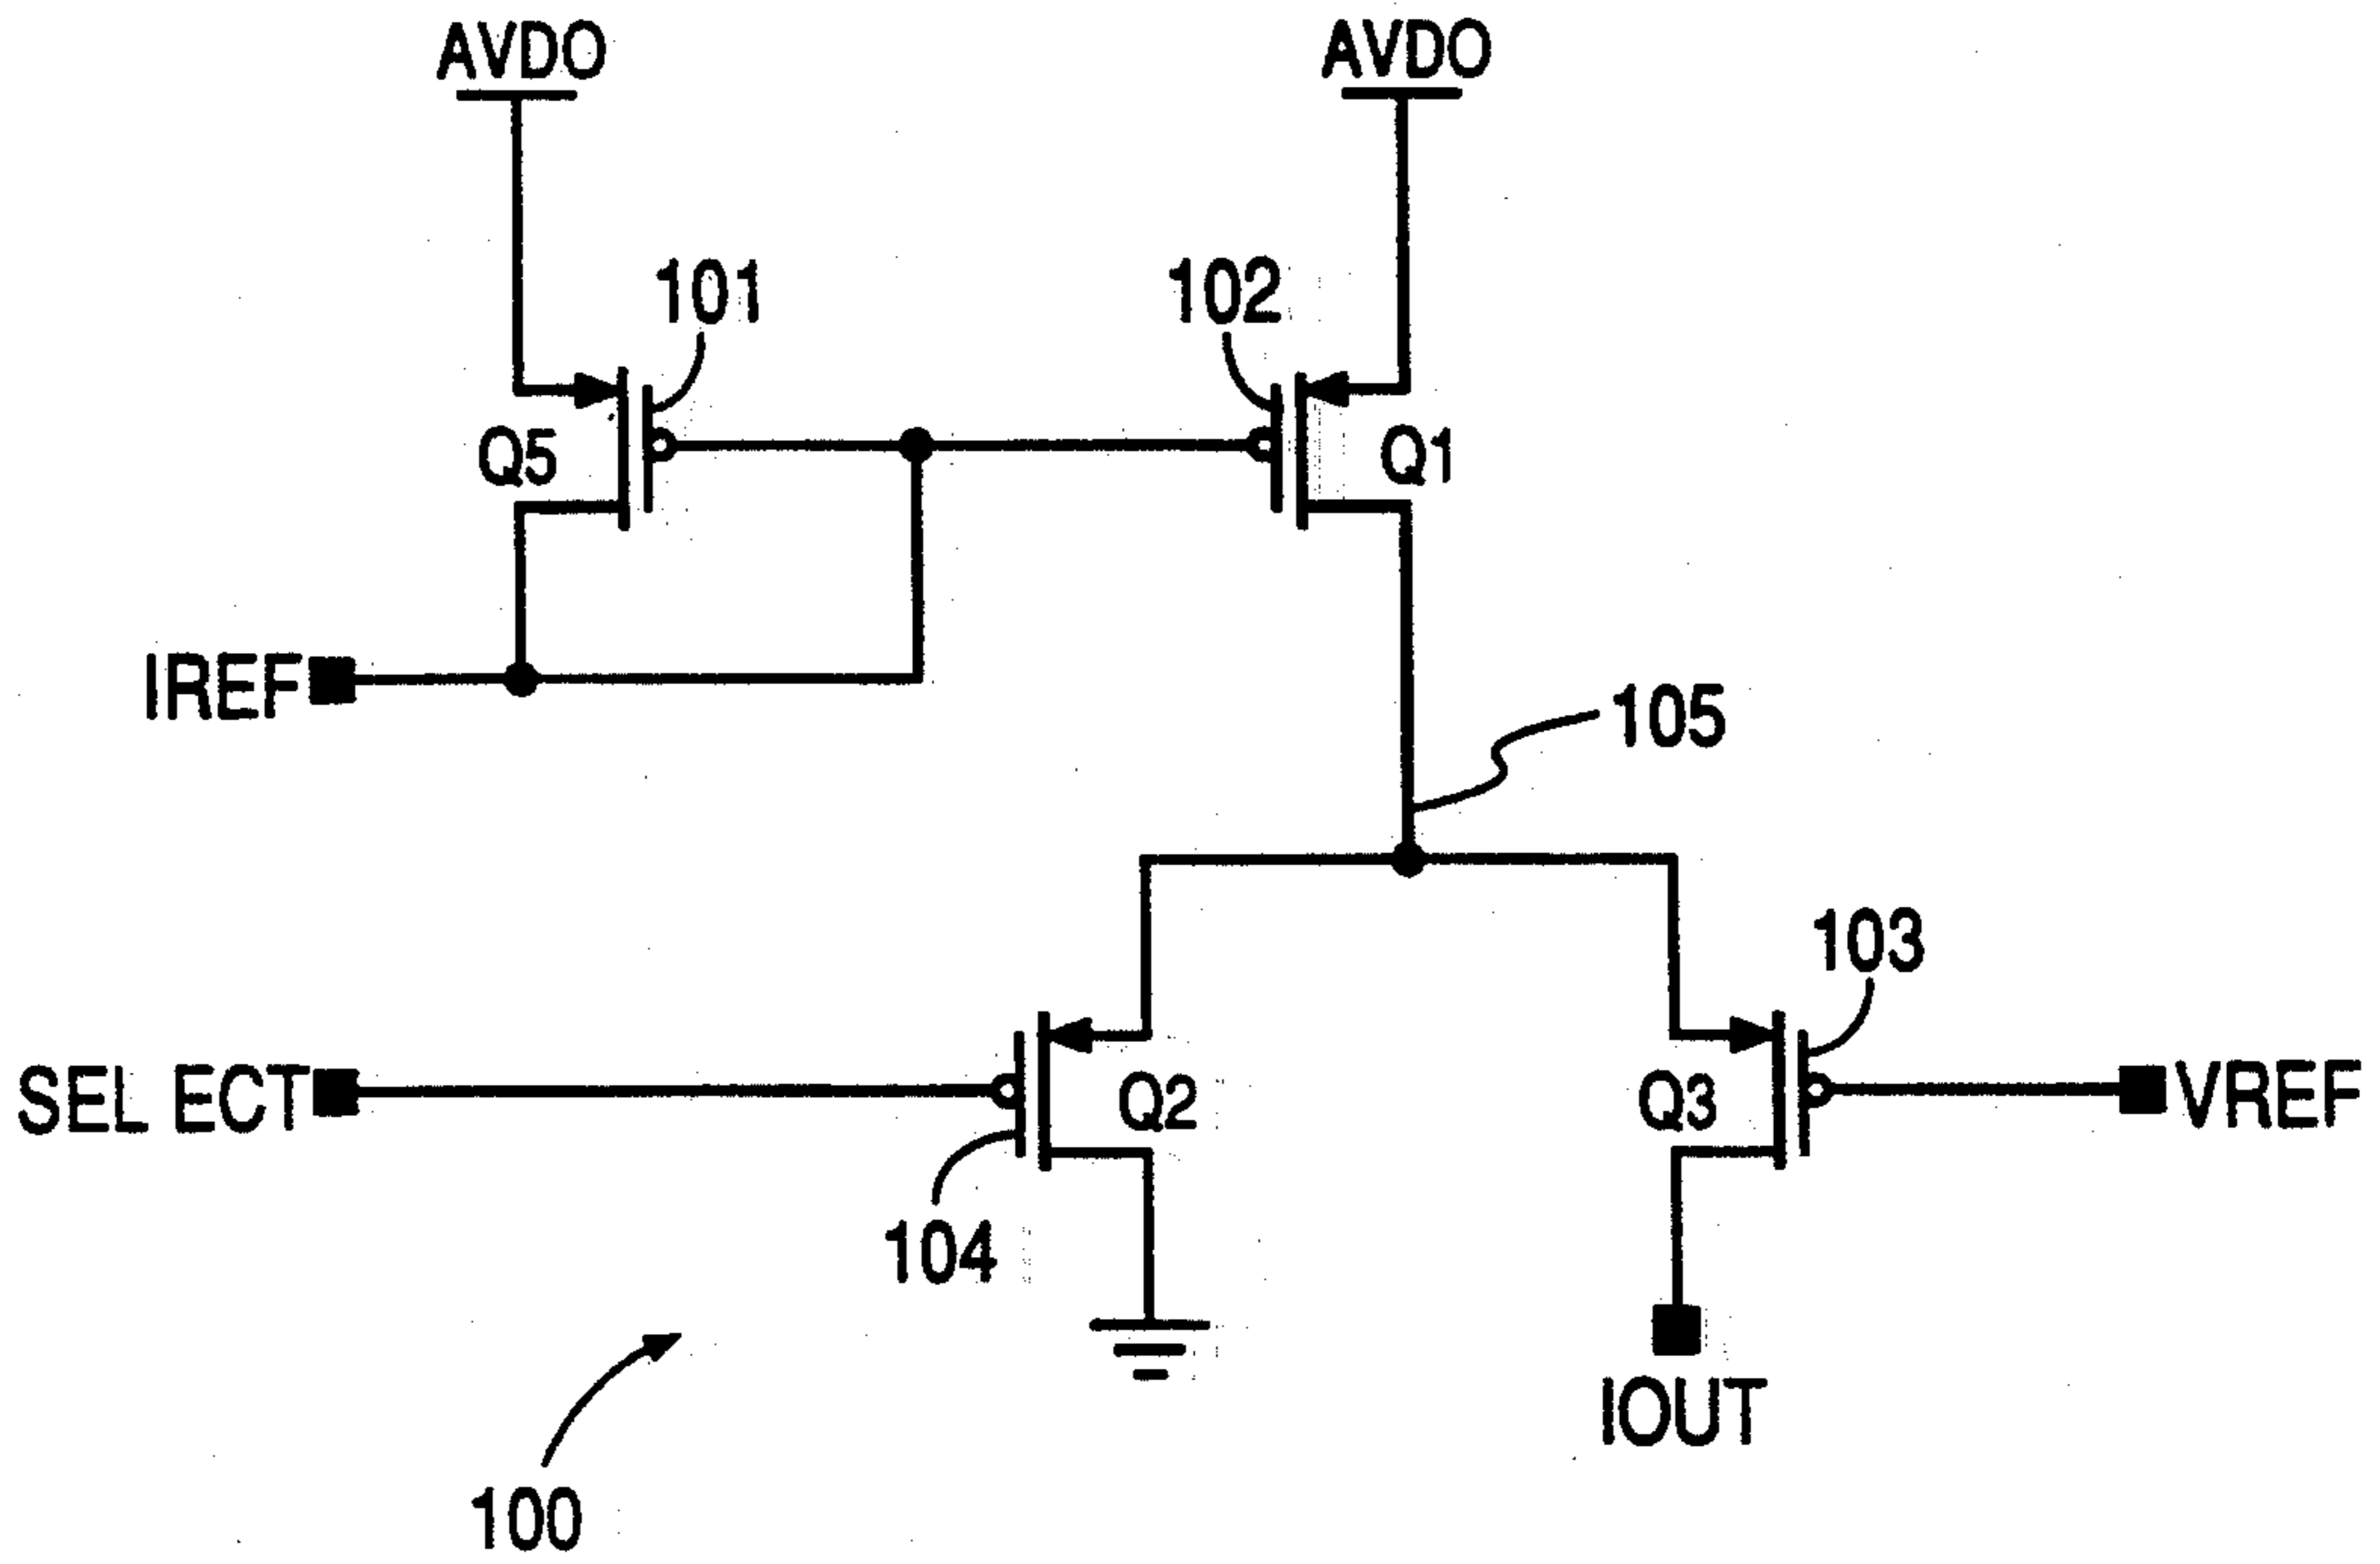 AVDO
AVDO
101
102
Q5
Q1
IREF
105
103
SEL ECT
Q2
Q3
VREF
104
IOUT
100